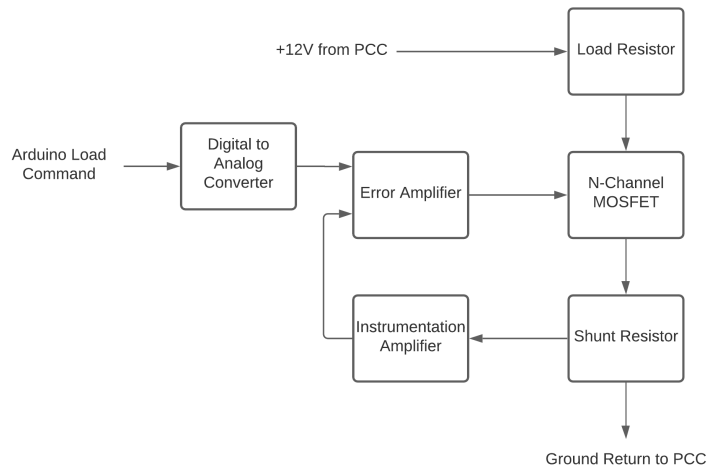 +12V from PCC
Load Resistor
Arduino Load
Command
Digital to
Analog
Converter
Error Amplifier
N-Channel
MOSFET
Instrumentation
Amplifier
Shunt Resistor
Ground Return to PCC